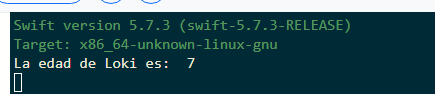 Swift version 5.7.3 (swift-5.7.3-RELEASE)
Target: x86_64-unknown-linux-gnu
La edad de Loki es:  7